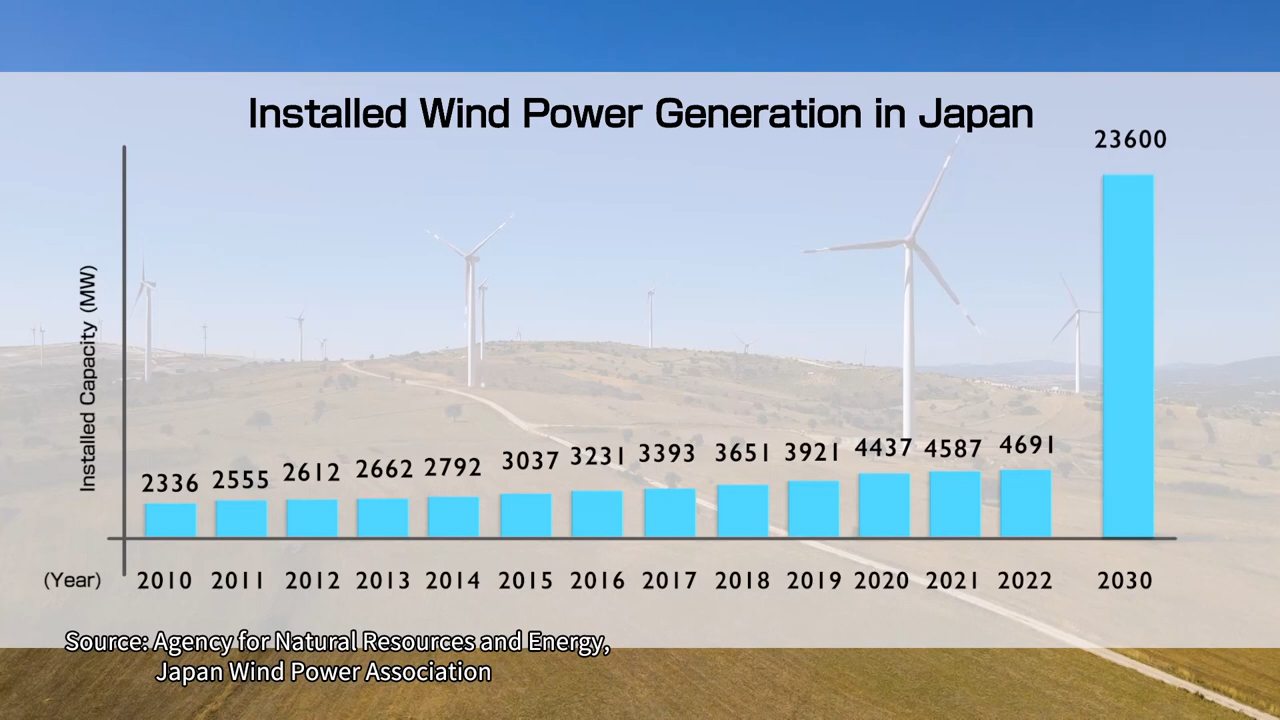 Installed Wind Power Generation in Japan
23600
Installed Capacity (MW)
2336 2555 2612 2662 2792 3037 3231 3393 3651 3921 4437 4587 4691
(Year) 2010 2011 2012 2013 2014 2015 2016 2017 2018 2019 2020 2021 2022 2030
Source: Agency for Natural Resources and Energy,
Japan Wind Power Association